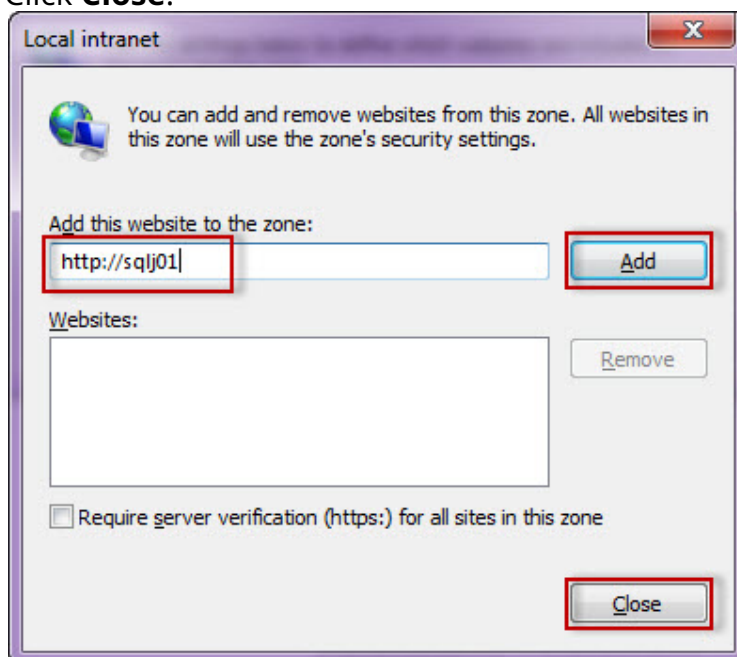 Click Close.
Local intranet
You can add and remove websites from this zone. All websites in
this zone will use the zone's security settings.
Add this website to the zone:
http://sqlj01
Add
Websites:
Remove
Require server verification (https:) for all sites in this zone
Close